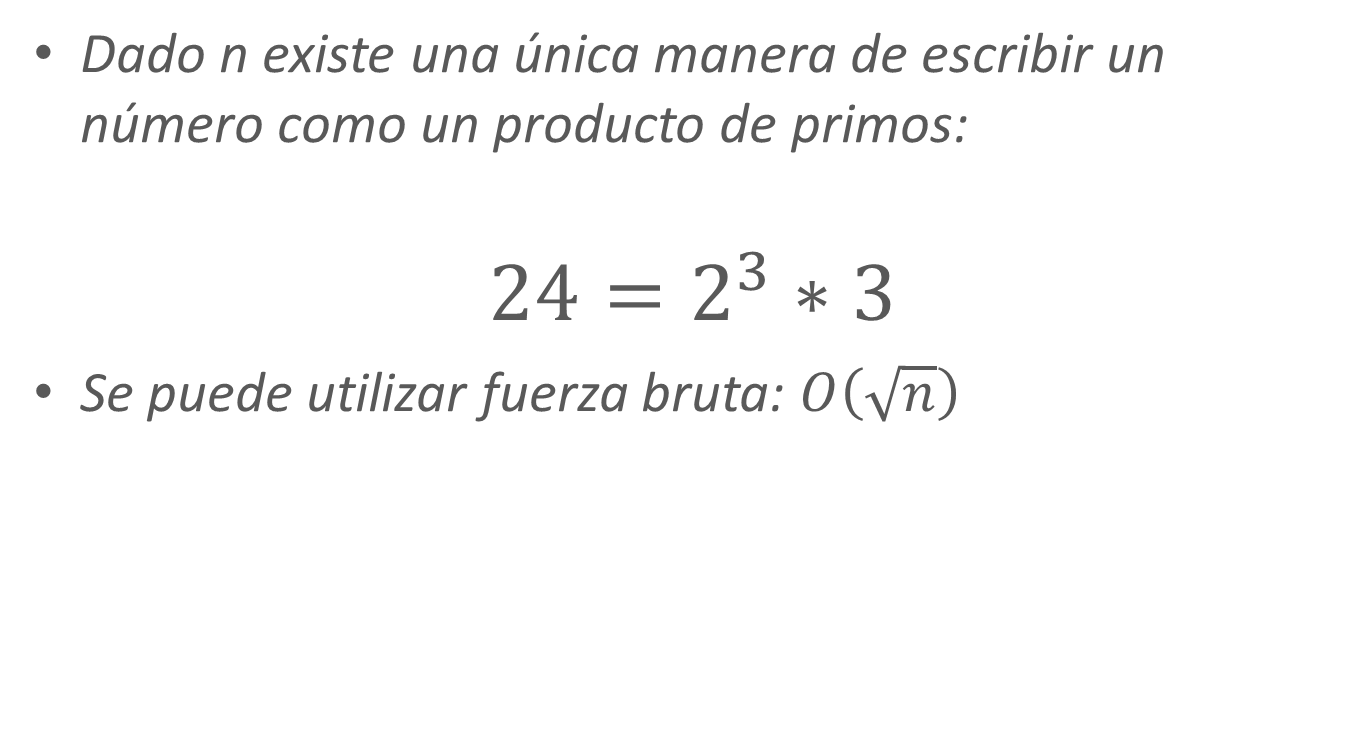 • Dado n existe una única manera de escribir un
número como un producto de primos:
24 = 2³ ∗ 3
• Se puede utilizar fuerza bruta: O(√n)